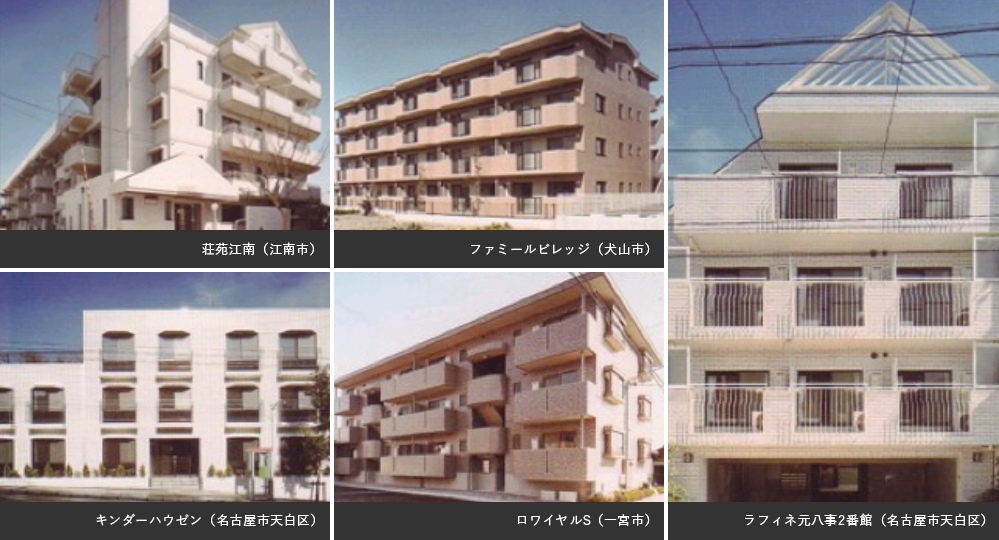 荘苑江南（江南市）
ファミールビレッジ（犬山市）
キンダーハウゼン（名古屋市天白区）
ロワイヤルS（一宮市）
ラフィネ元八事2番館（名古屋市天白区）